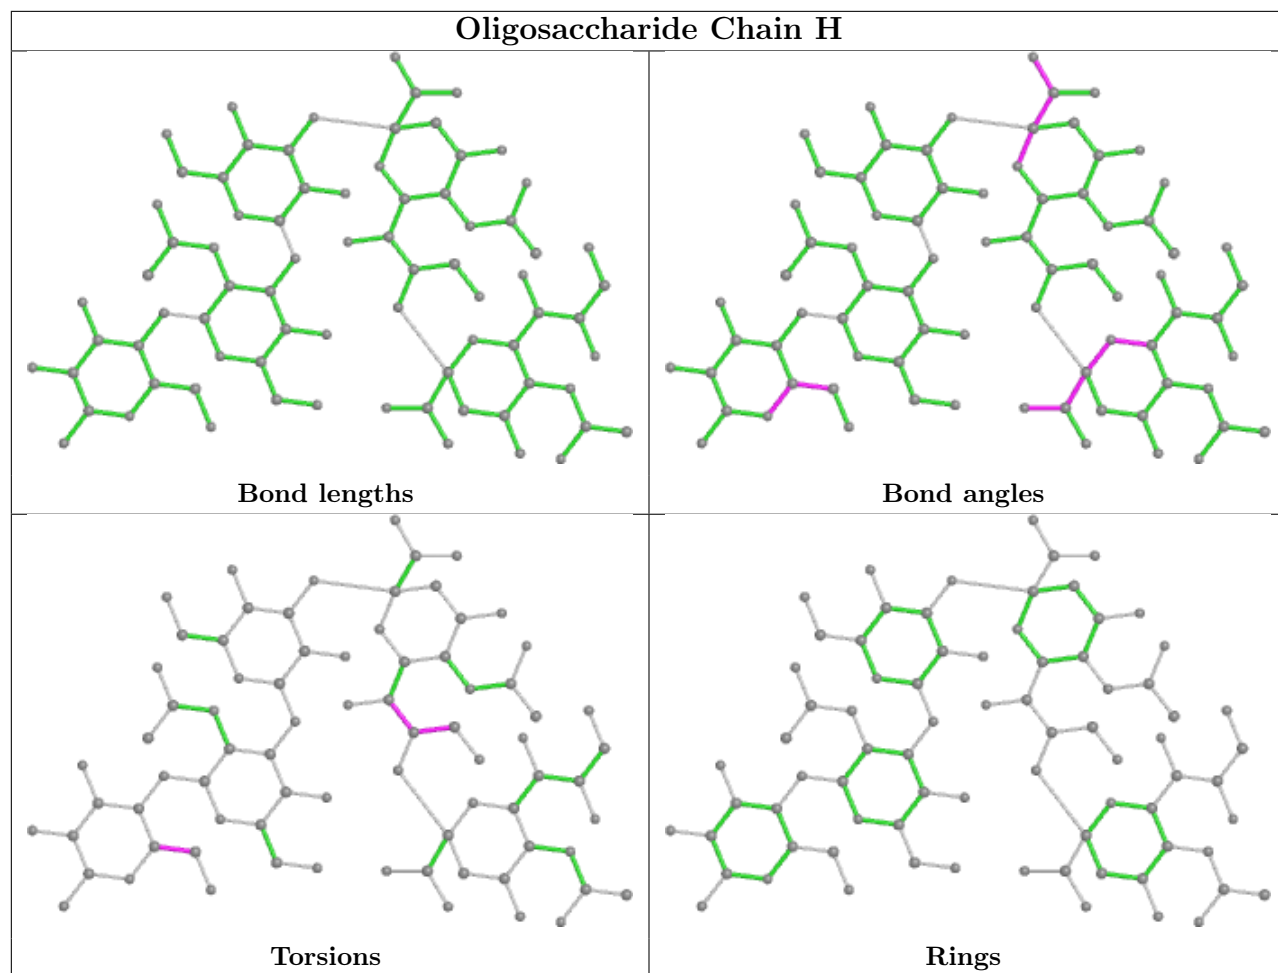 Oligosaccharide Chain H
Bond lengths
Bond angles
Torsions
Rings